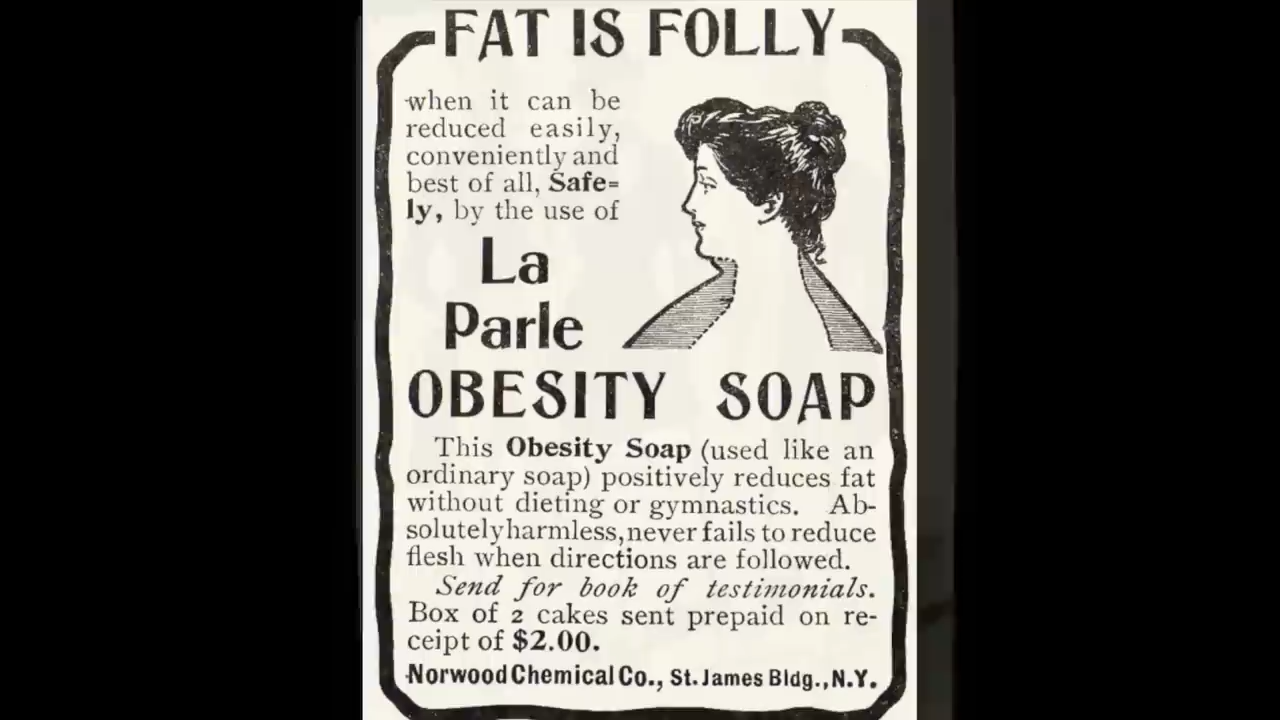 FAT IS FOLLY
when it can be
reduced easily,
conveniently and
best of all, Safe=
ly, by the use of
La
Parle
OBESITY SOAP
This Obesity Soap (used like an
ordinary soap) positively reduces fat
without dieting or gymnastics. Ab-
solutely harmless, never fails to reduce
flesh when directions are followed.
Send for book of testimonials.
Box of 2 cakes sent prepaid on re-
ceipt of $2.00.
Norwood Chemical Co., St. James Bldg., N.Y.